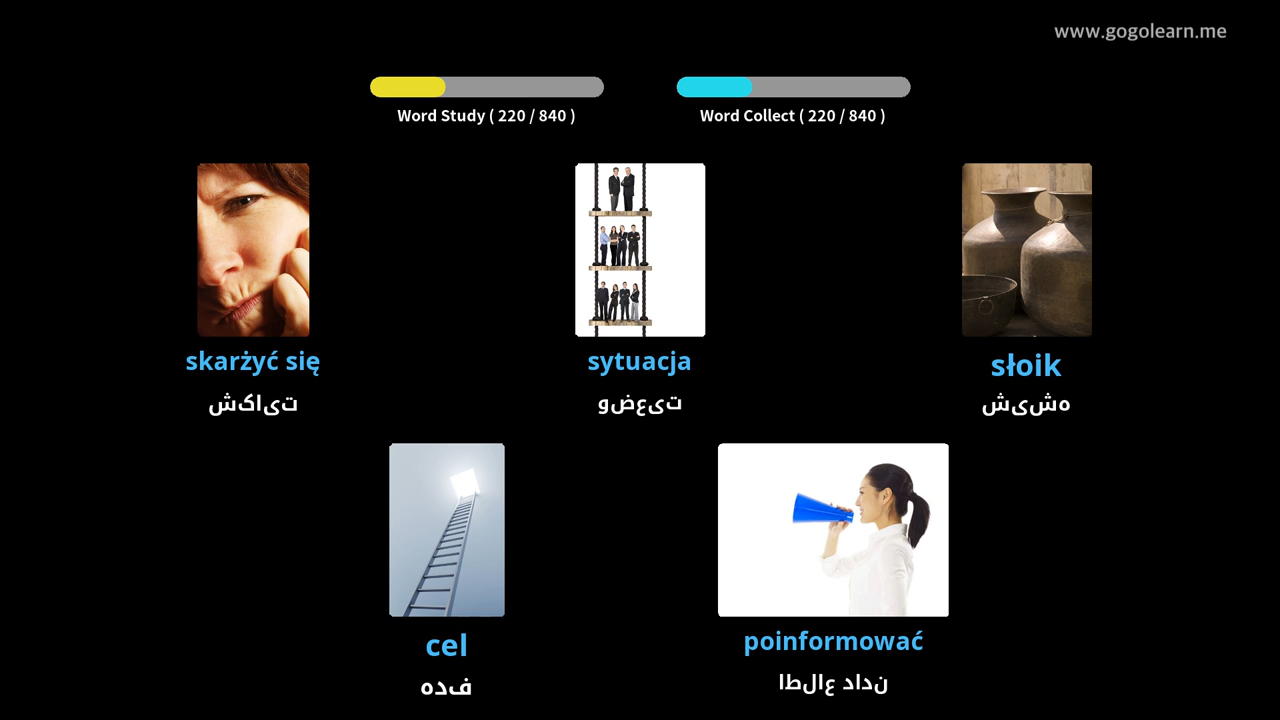 www.gogolearn.me
Word Study ( 220 / 840 )
Word Collect ( 220 / 840 )
skarżyć się
تیاکش
sytuacja
تیعضو
słoik
هشیش
cel
فده
poinformować
نداد عالطا